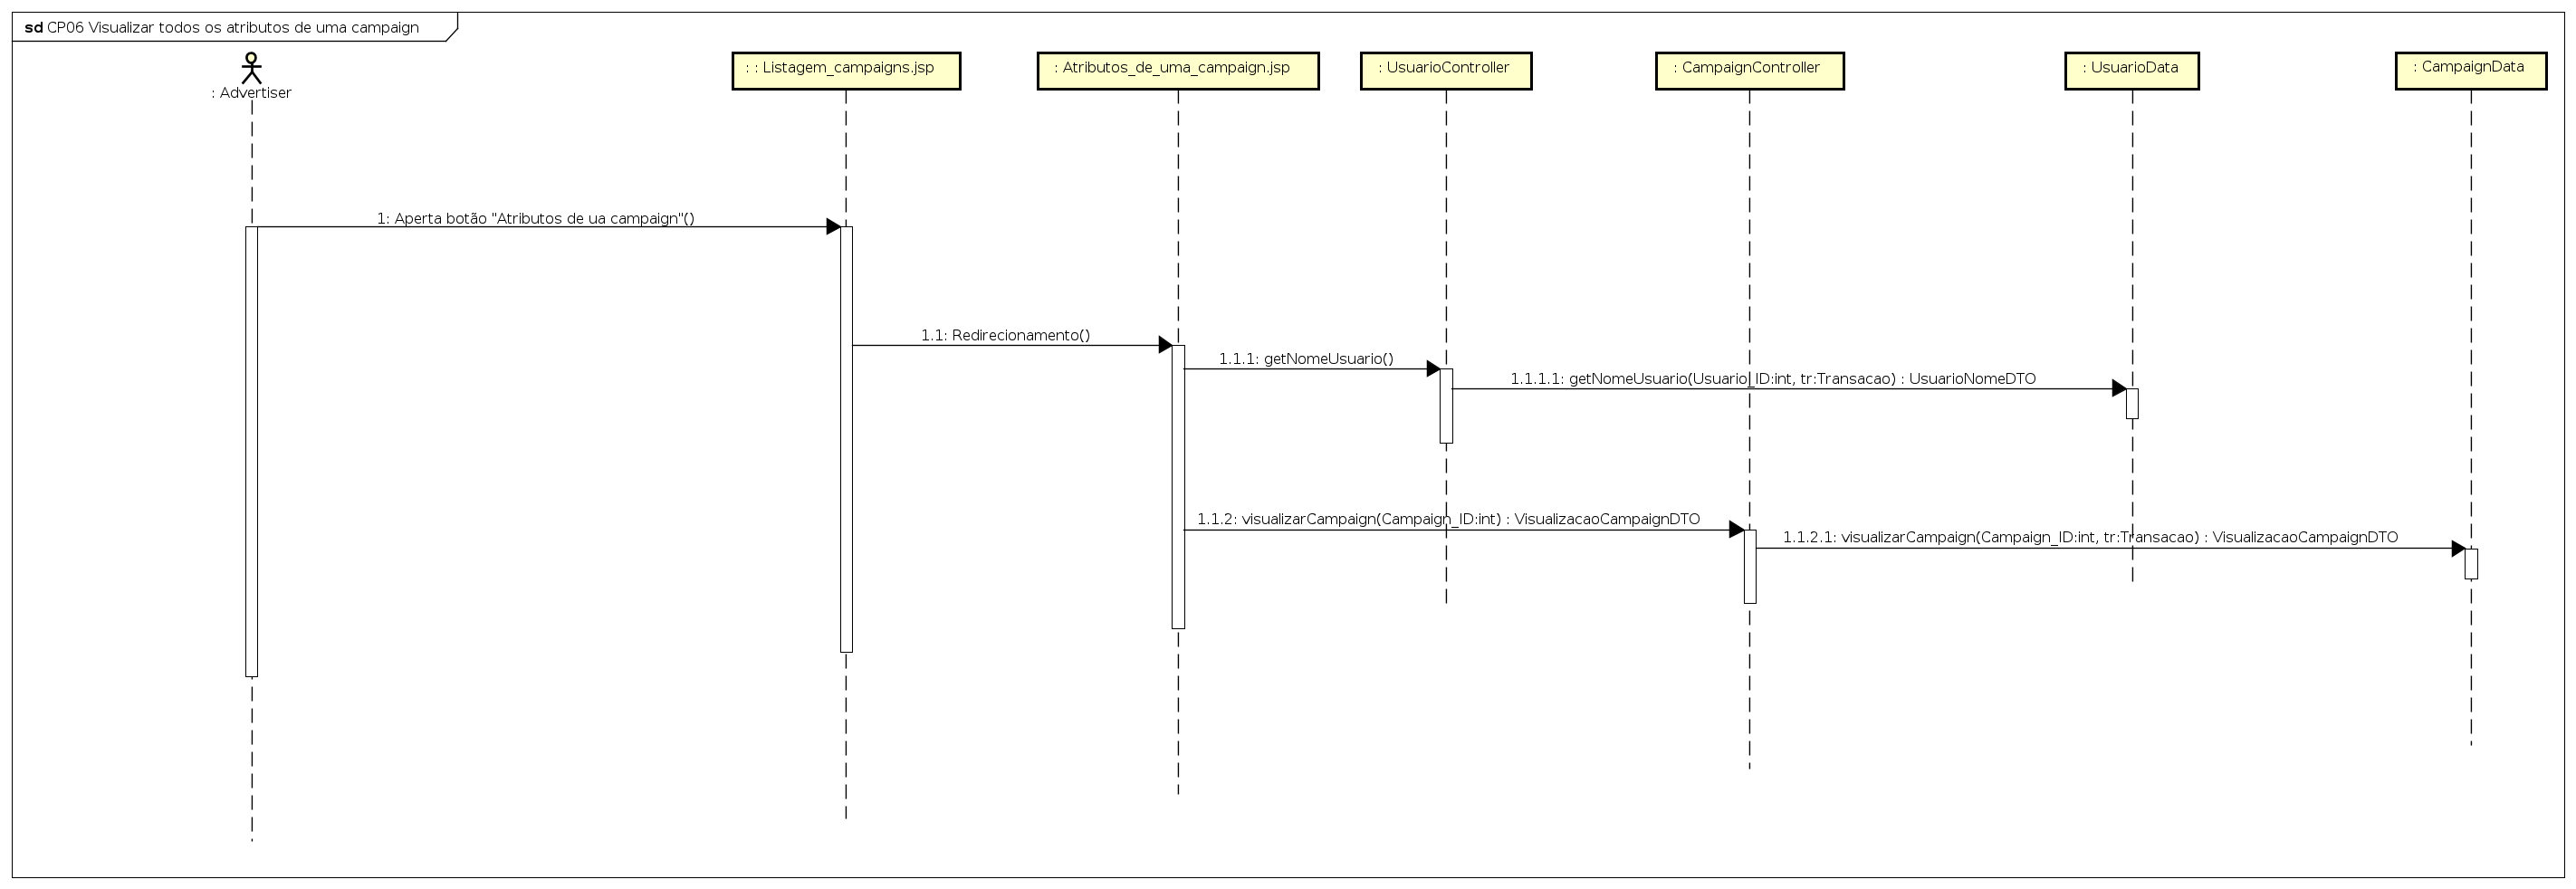 sd CP06 Visualizar todos os atributos de uma campaign
: Advertiser
: : Listagem_campaigns.jsp
: Atributos_de_uma_campaign.jsp
: UsuarioController
: CampaignController
: UsuarioData
: CampaignData
1: Aperta botão "Atributos de ua campaign"()
1.1: Redirecionamento()
1.1.1: getNomeUsuario()
1.1.1.1: getNomeUsuario(Usuario_ID:int, tr:Transacao) : UsuarioNomeDTO
1.1.2: visualizarCampaign(Campaign_ID:int) : VisualizacaoCampaignDTO
1.1.2.1: visualizarCampaign(Campaign_ID:int, tr:Transacao) : VisualizacaoCampaignDTO